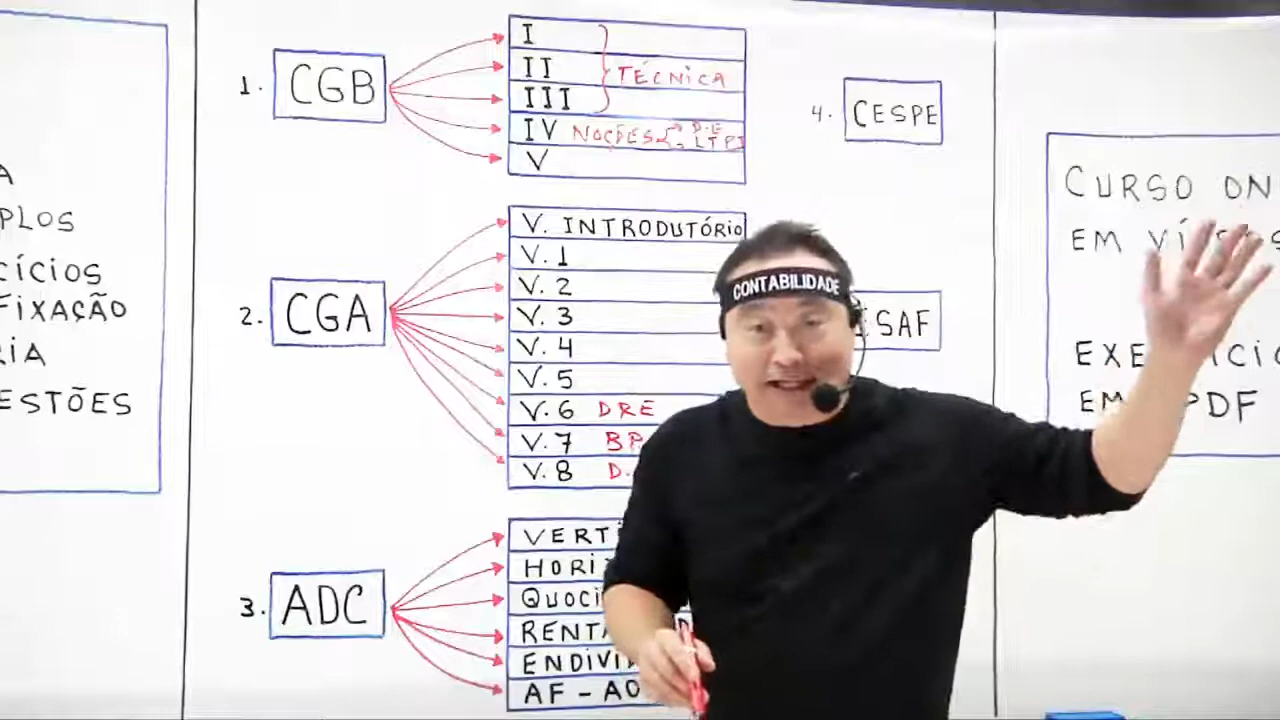 PLOS
CÍCIOS
FIXAÇÃO
RIA
ESTÕES
1. CGB
I
II
III
TÉCNICA
IV NOÇÕES
V
2. CGA
V. INTRODUTÓRIO
V. 1
V. 2
V. 3
V. 4
V. 5
V. 6 DRE
V. 7 BP
V. 8 D.
3. ADC
VERT
HORI
QUOCI
RENTA
ENDIVI
AF - AO
4. CESPE
SAF
CONTABILIDADE
CURSO ON
EM
EM PDF